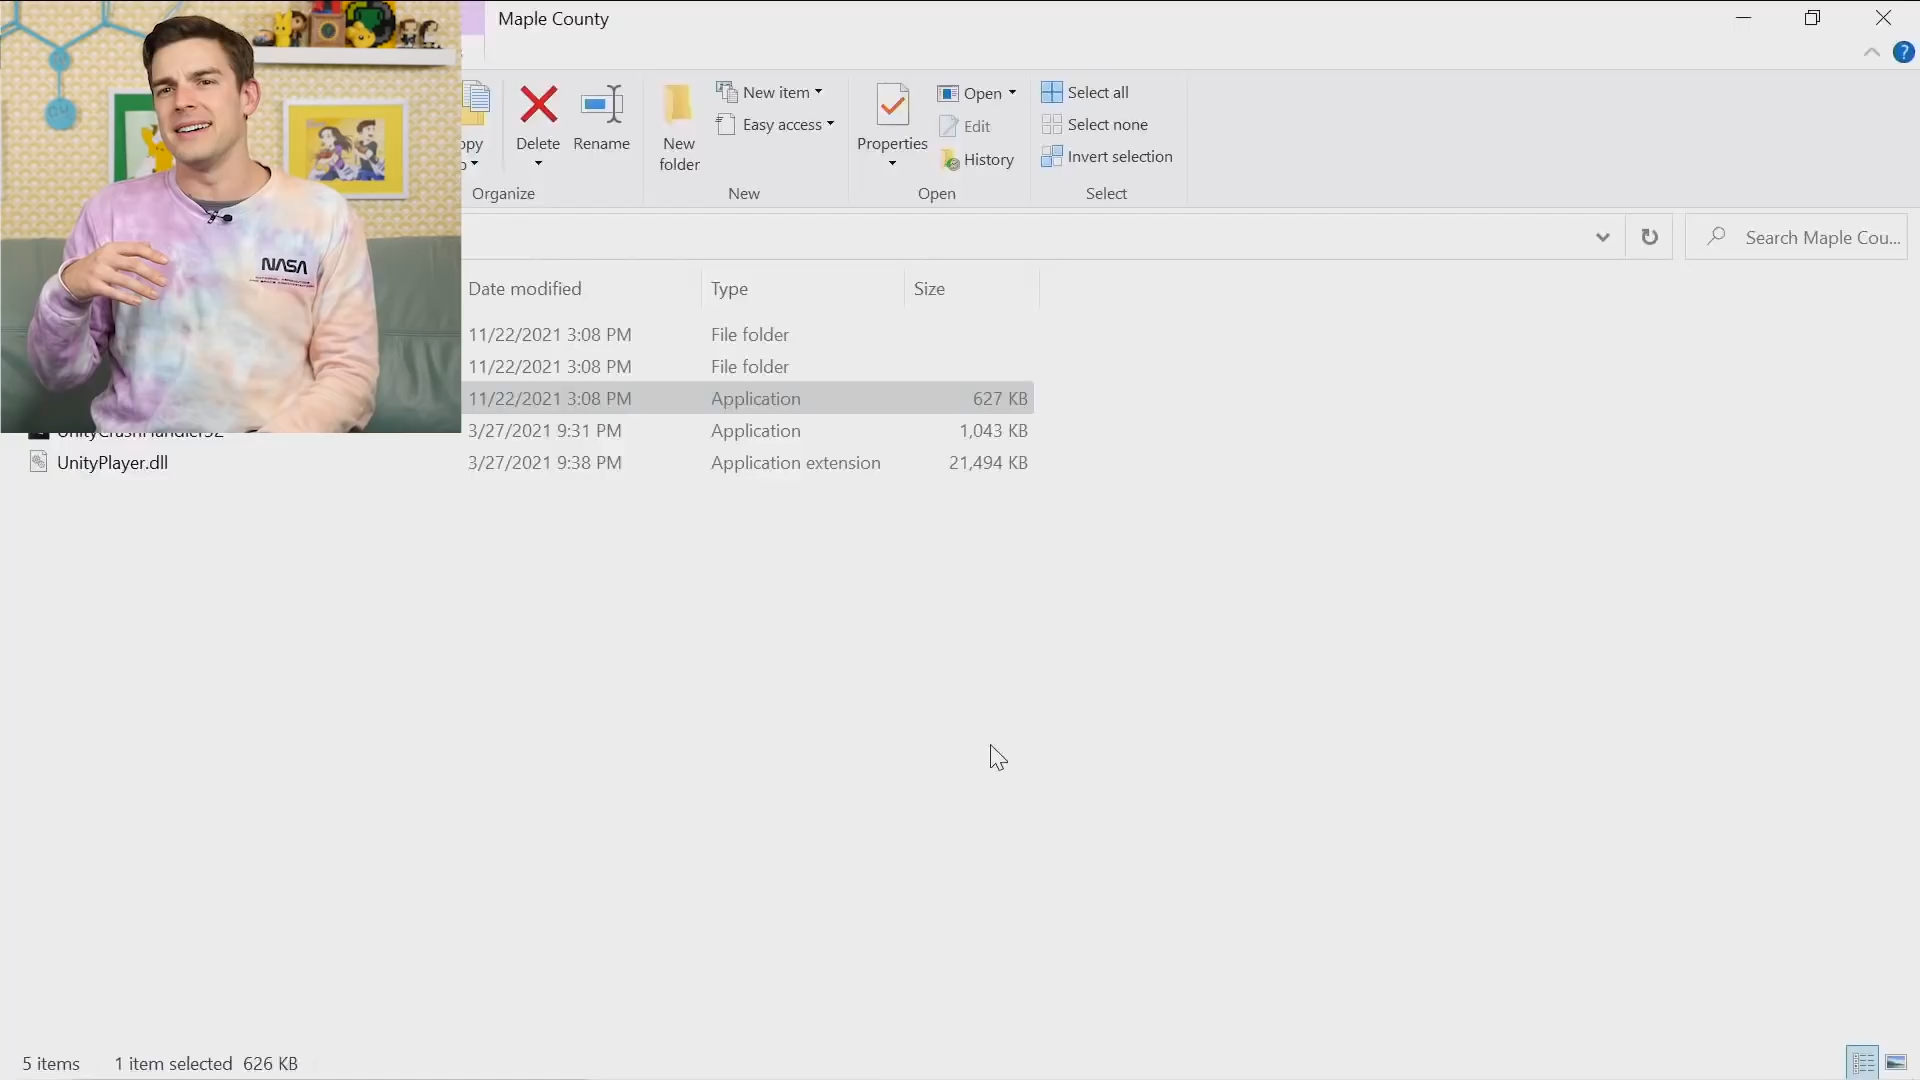 Maple County
?
opy
o
Delete
Rename
New
folder
New item
Easy access
Properties
Open
Edit
History
Select all
Select none
Invert selection
Organize
New
Open
Select
Search Maple Cou...
NASA
Date modified
Type
Size
11/22/2021 3:08 PM
File folder
11/22/2021 3:08 PM
File folder
11/22/2021 3:08 PM
Application
627 KB
UnityCrashHandler32
3/27/2021 9:31 PM
Application
1,043 KB
UnityPlayer.dll
3/27/2021 9:38 PM
Application extension
21,494 KB
5 items
1 item selected
626 KB